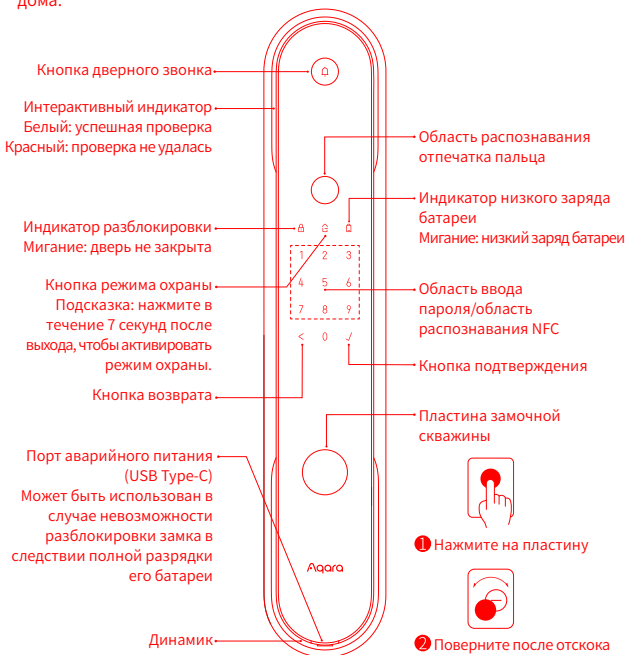 дома.
Кнопка дверного звонка
Интерактивный индикатор
Белый: успешная проверка
Красный: проверка не удалась
Область распознавания
отпечатка пальца
Индикатор разблокировки
Мигание: дверь не закрыта
Индикатор низкого заряда
батареи
Мигание: низкий заряд батареи
1 2 3
4 5 6
7 8 9
< 0 ✓
Кнопка режима охраны
Подсказка: нажмите в
течение 7 секунд после
выхода, чтобы активировать
режим охраны.
Область ввода
пароля/область
распознавания NFC
Кнопка возврата
Кнопка подтверждения
Пластина замочной
скважины
Порт аварийного питания
(USB Type-C)
Может быть использован в
случае невозможности
разблокировки замка в
следствии полной разрядки
его батареи
Aqara
Динамик
1 Нажмите на пластину
2 Поверните после отскока